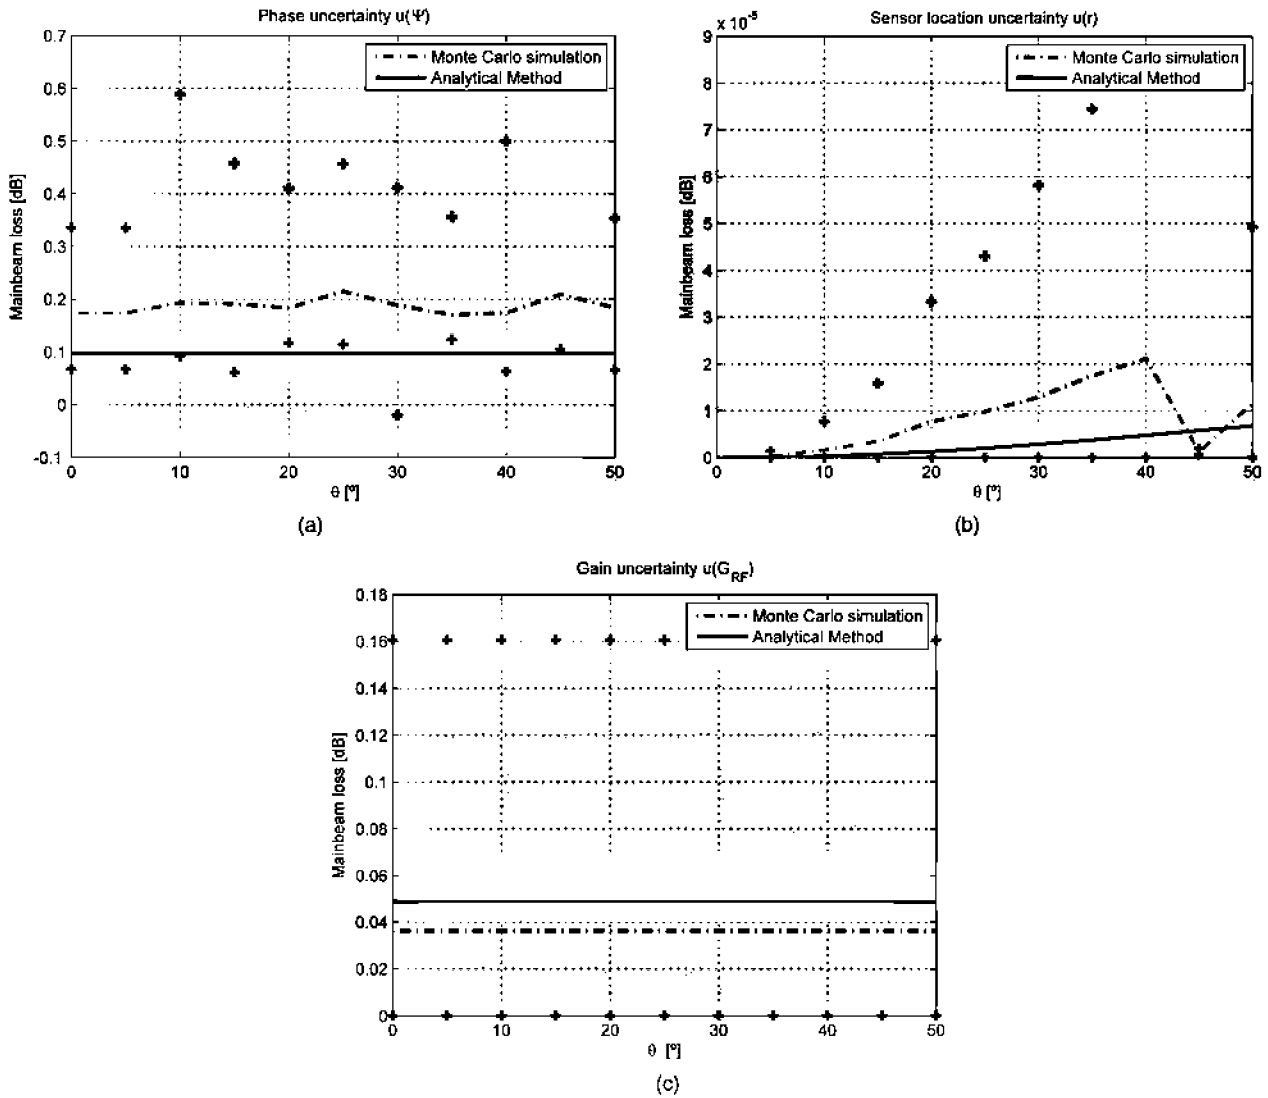 Phase uncertainty u(Ψ)
Mainbeam loss [dB]
0.7
0.6
0.5
0.4
0.3
0.2
0.1
0
-0.1
Monte Carlo simulation
Analytical Method
0 10 20 30 40 50
θ [º]
(a)
Sensor location uncertainty u(r)
x 10⁻⁵
Mainbeam loss [dB]
9
8
7
6
5
4
3
2
1
0
Monte Carlo simulation
Analytical Method
0 10 20 30 40 50
θ [º]
(b)
Gain uncertainty u(G_RF)
Mainbeam loss [dB]
0.18
0.16
0.14
0.12
0.1
0.08
0.06
0.04
0.02
0
Monte Carlo simulation
Analytical Method
0 10 20 30 40 50
θ [º]
(c)